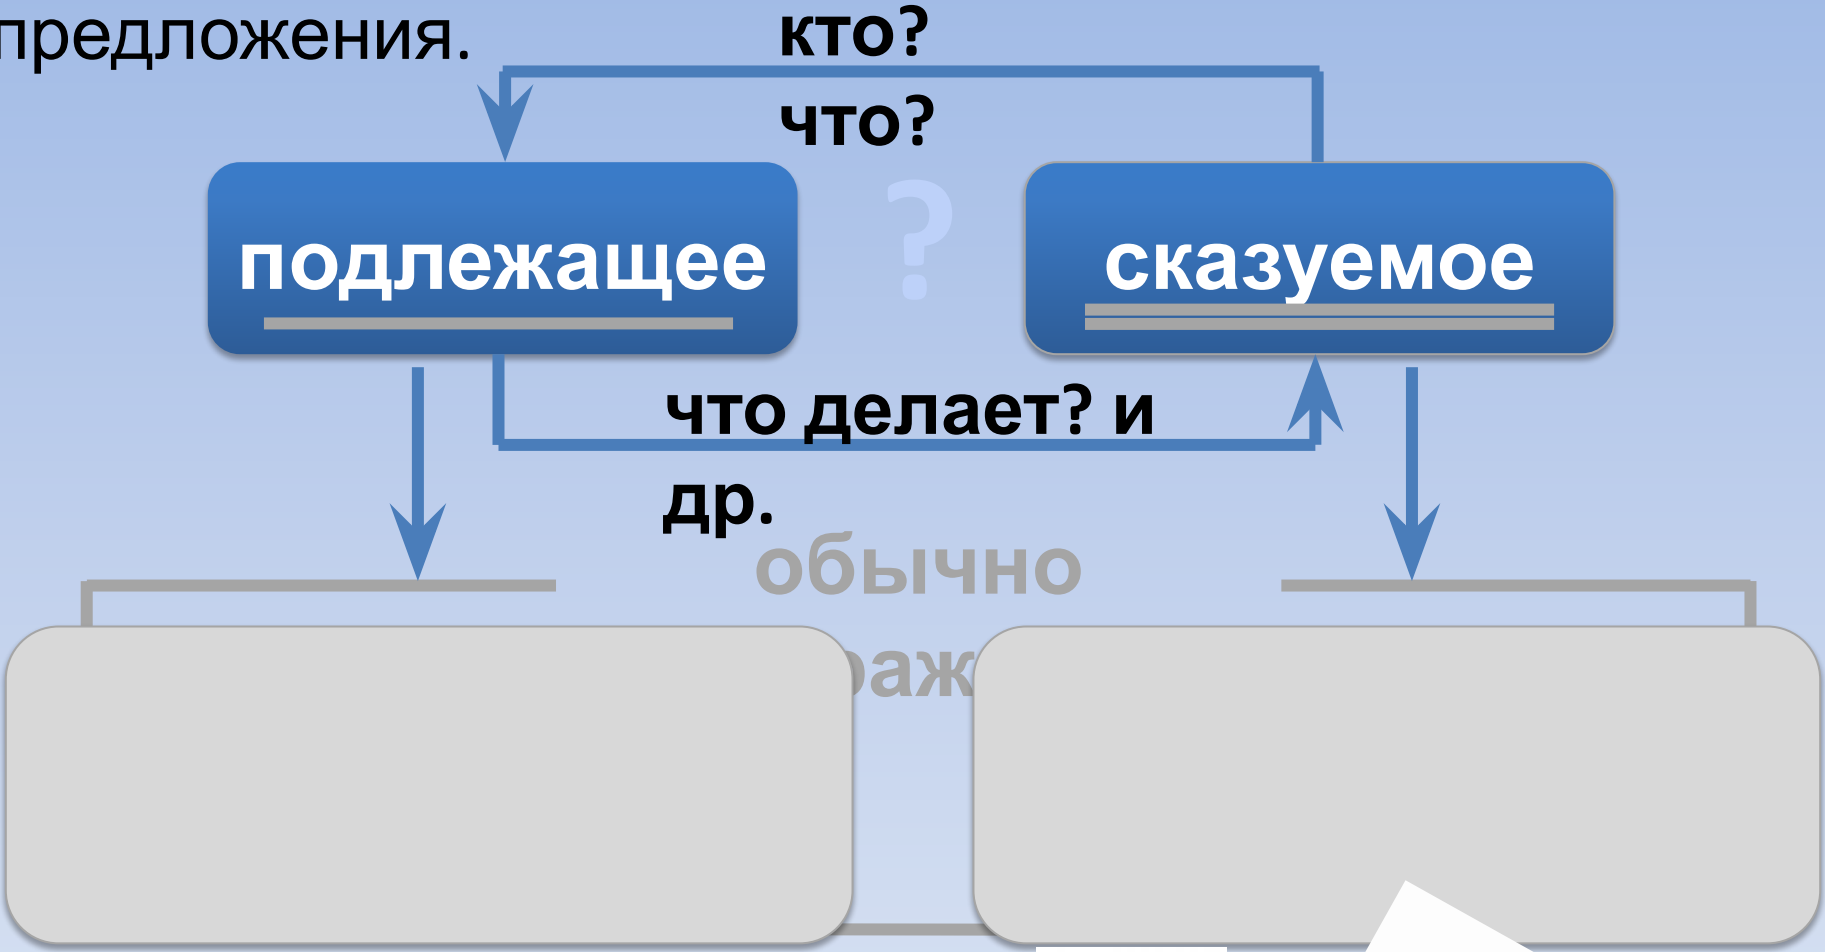 предложения.
кто?
что?
подлежащее
?
сказуемое
что делает? и
др.
обычно